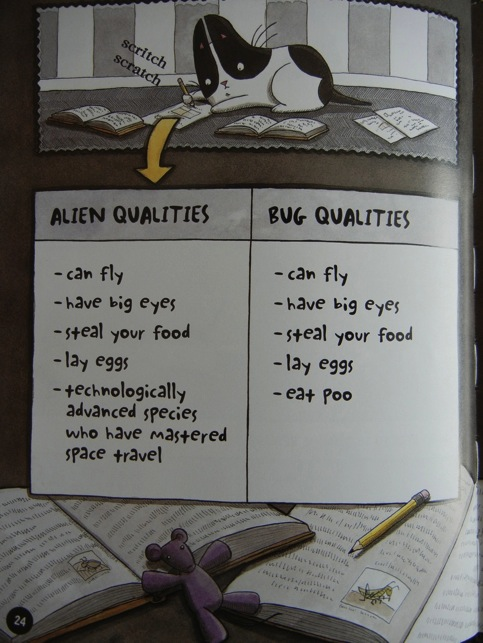 scritch
scratch
ALIEN QUALITIES
- can fly
- have big eyes
- steal your food
- lay eggs
- technologically
advanced species
who have mastered
space travel
BUG QUALITIES
- can fly
- have big eyes
- steal your food
- lay eggs
- eat poo
24